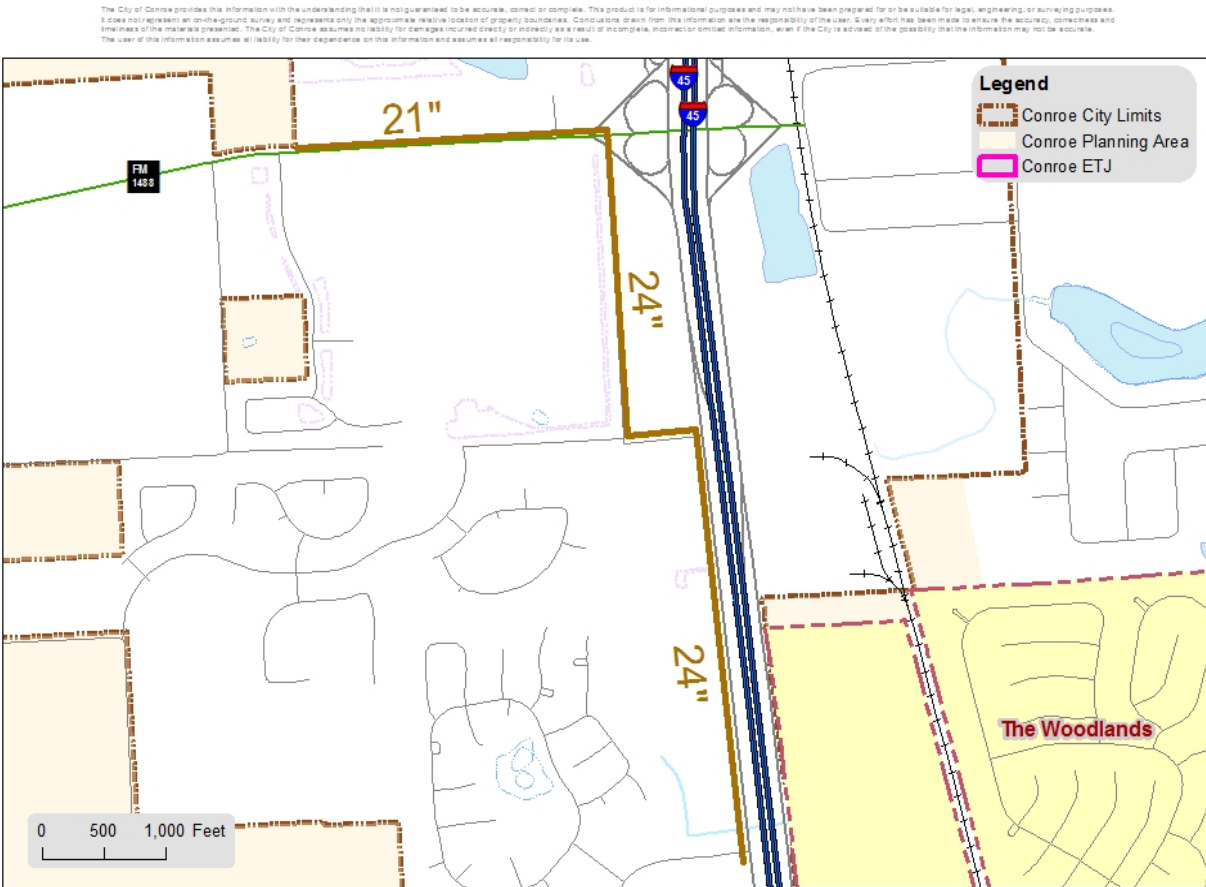 The City of Conroe provides this information with the understanding that it is not guaranteed to be accurate, correct or complete. This product is for informational purposes and may not have been prepared for or be suitable for legal, engineering, or surveying purposes.
It does not represent an on-the-ground survey and represents only the approximate relative location of property boundaries. Conclusions drawn from this information are the responsibility of the user. Every effort has been made to ensure the accuracy, correctness and
timeliness of the materials presented. The City of Conroe assumes no liability for damages incurred directly or indirectly as a result of incomplete, incorrect or omitted information, even if the City is advised of the possibility that the information may not be accurate.
The user of this information assumes all liability for their dependence on this information and assumes all responsibility for its use.
45
45
Legend
Conroe City Limits
Conroe Planning Area
Conroe ETJ
21"
FM
1488
24"
24"
The Woodlands
0 500 1,000 Feet